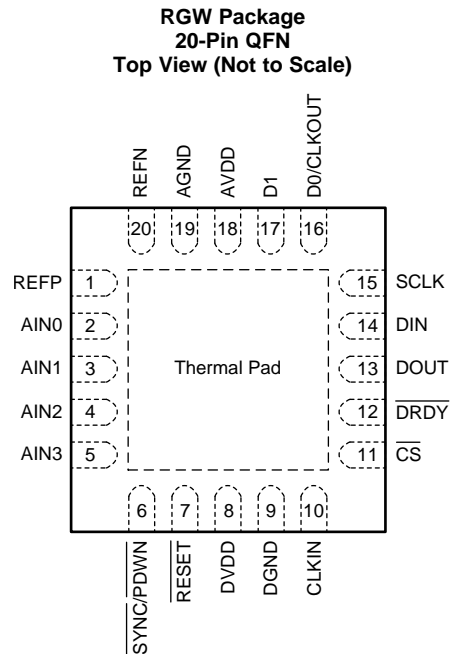 RGW Package
20-Pin QFN
Top View (Not to Scale)
REFN
AGND
AVDD
D1
D0/CLKOUT
20 19 18 17 16
REFP 1 15 SCLK
AIN0 2 14 DIN
AIN1 3 Thermal Pad 13 DOUT
AIN2 4 12 DRDY
AIN3 5 11 CS
6 7 8 9 10
SYNC/PDWN
RESET
DVDD
DGND
CLKIN